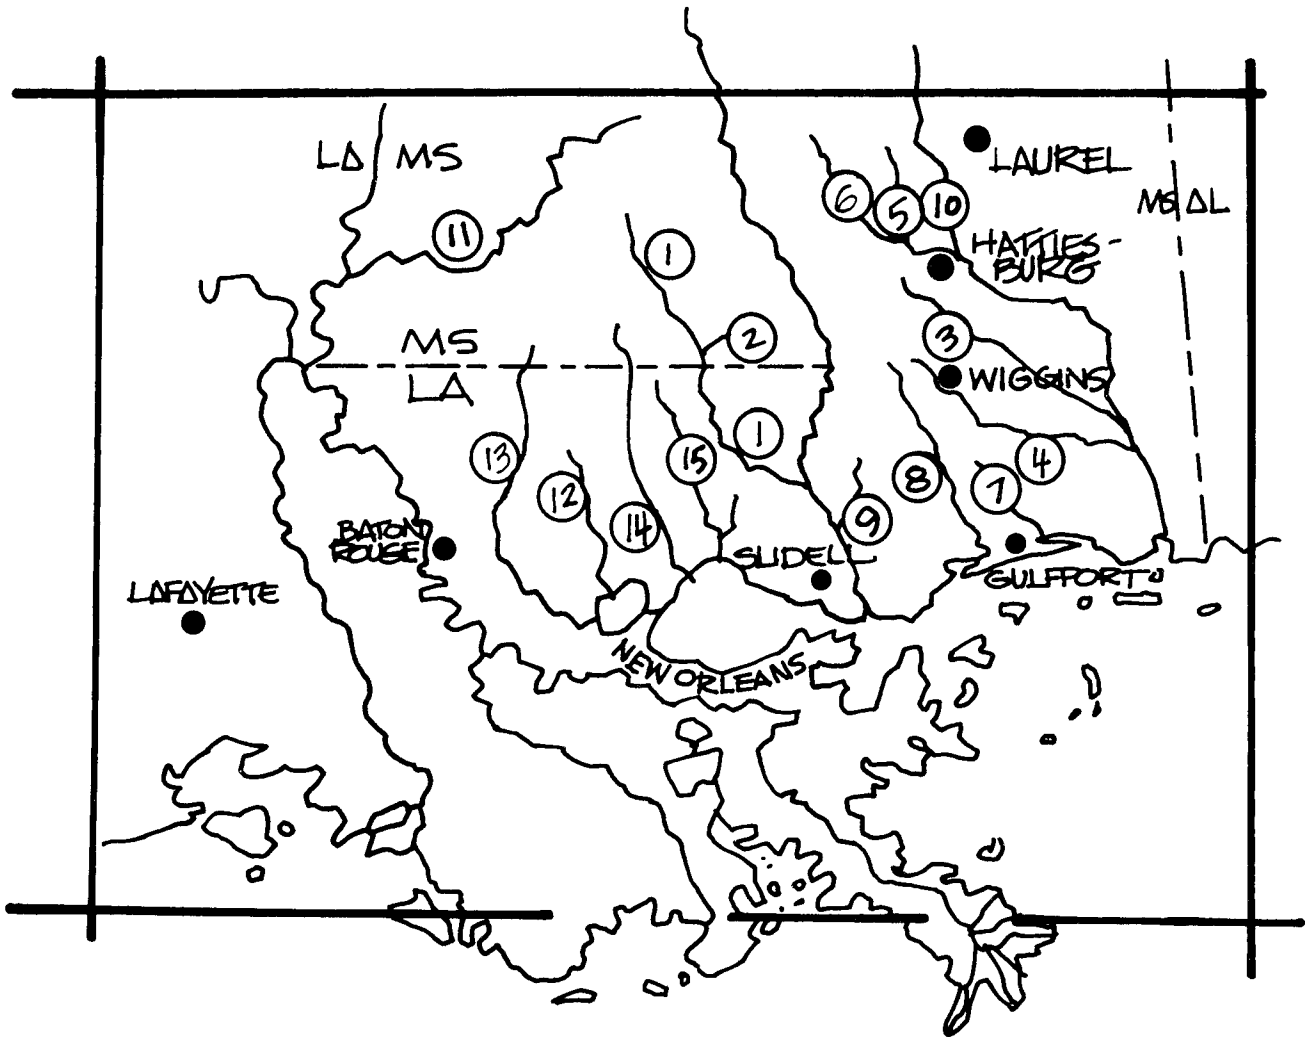 LA MS
LAUREL
MS AL
6
5
10
11
1
HATTIES-
BURG
MS
2
3
LA
WIGGINS
1
13
15
4
12
8
7
14
9
BATON
ROUGE
SLIDELL
GULFPORT
LAFAYETTE
NEW ORLEANS